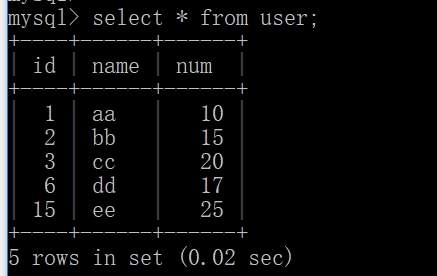 mysql> select * from user;
+----+------+------+
| id | name | num  |
+----+------+------+
|  1 | aa   |   10 |
|  2 | bb   |   15 |
|  3 | cc   |   20 |
|  6 | dd   |   17 |
| 15 | ee   |   25 |
+----+------+------+
5 rows in set (0.02 sec)